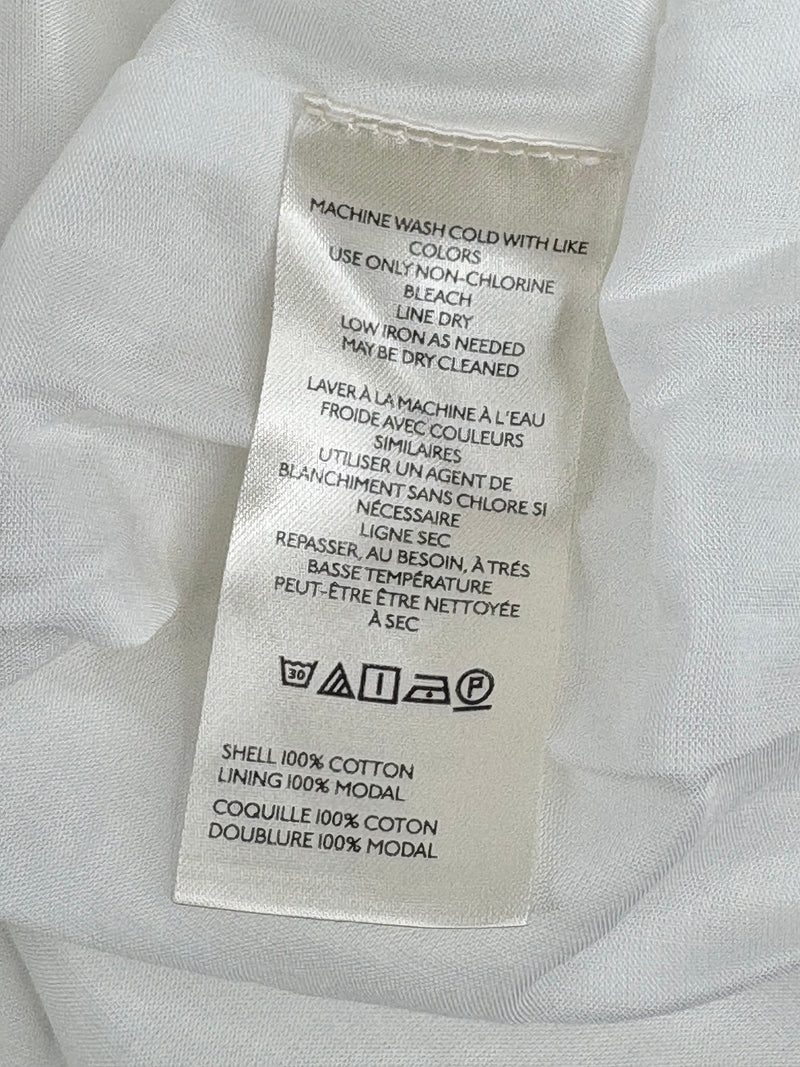 MACHINE WASH COLD WITH LIKE
COLORS
USE ONLY NON-CHLORINE
BLEACH
LINE DRY
LOW IRON AS NEEDED
MAY BE DRY CLEANED
LAVER À LA MACHINE À L'EAU
FROIDE AVEC COULEURS
SIMILAIRES
UTILISER UN AGENT DE
BLANCHIMENT SANS CHLORE SI
NÉCESSAIRE
LIGNE SEC
REPASSER, AU BESOIN, À TRÉS
BASSE TEMPÉRATURE
PEUT-ÊTRE ÊTRE NETTOYÉE
À SEC
30 P
SHELL 100% COTTON
LINING 100% MODAL
COQUILLE 100% COTON
DOUBLURE 100% MODAL